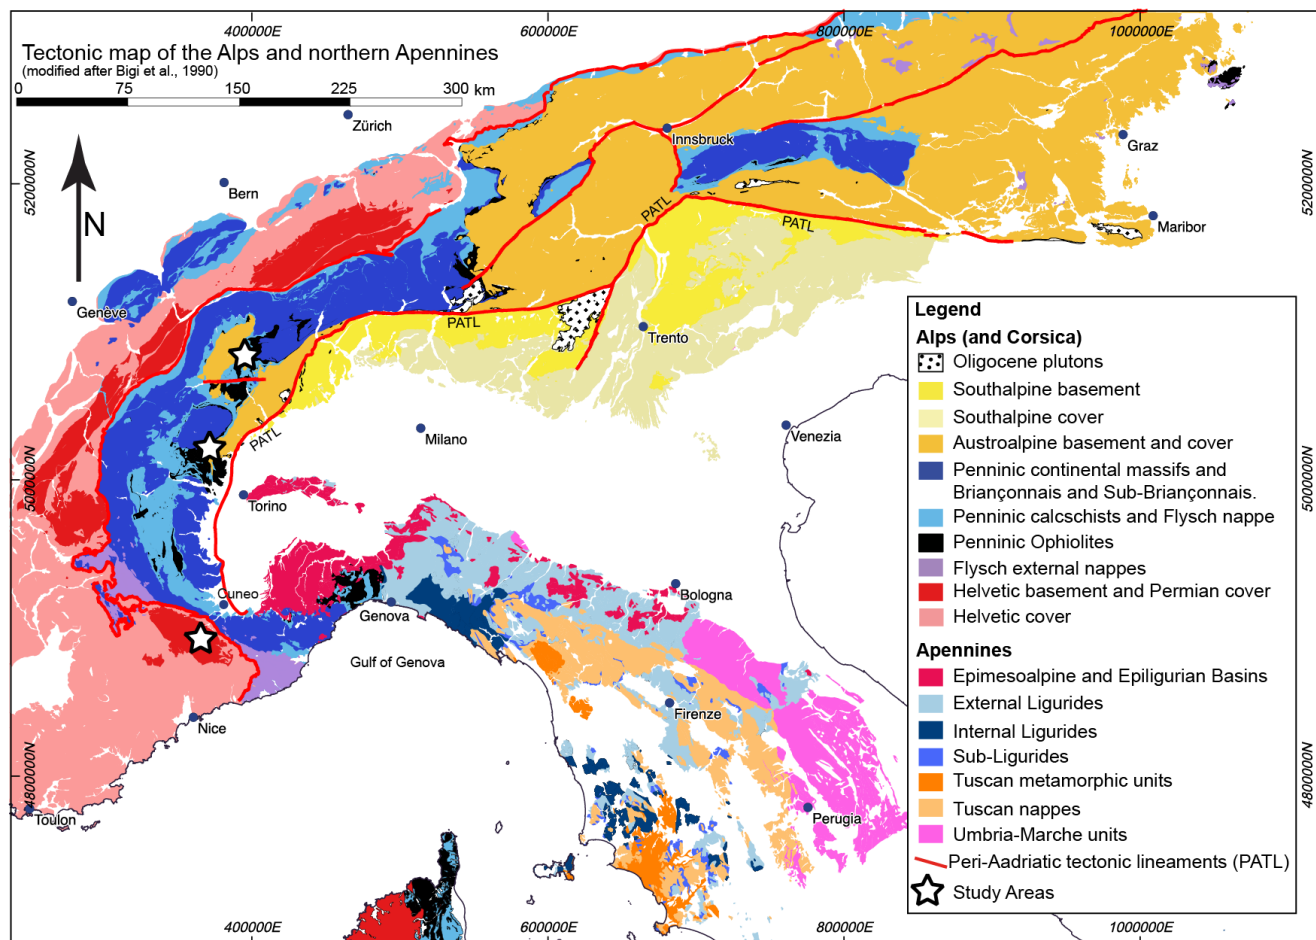 400000E
600000E
800000E
1000000E
Tectonic map of the Alps and northern Apennines
(modified after Bigi et al., 1990)
0 75 150 225 300 km
N
Zürich
Innsbruck
Graz
Bern
5200000N
5200000N
PATL
PATL
Maribor
Genève
PATL
Trento
PATL
Milano
Venezia
5000000N
5000000N
Torino
Cuneo
Genova
Bologna
Gulf of Genova
Firenze
Nice
4800000N
4800000N
Toulon
Perugia
Legend
Alps (and Corsica)
Oligocene plutons
Southalpine basement
Southalpine cover
Austroalpine basement and cover
Penninic continental massifs and
Briançonnais and Sub-Briançonnais.
Penninic calcschists and Flysch nappe
Penninic Ophiolites
Flysch external nappes
Helvetic basement and Permian cover
Helvetic cover
Apennines
Epimesoalpine and Epiligurian Basins
External Ligurides
Internal Ligurides
Sub-Ligurides
Tuscan metamorphic units
Tuscan nappes
Umbria-Marche units
Peri-Aadriatic tectonic lineaments (PATL)
Study Areas
400000E
600000E
800000E
1000000E